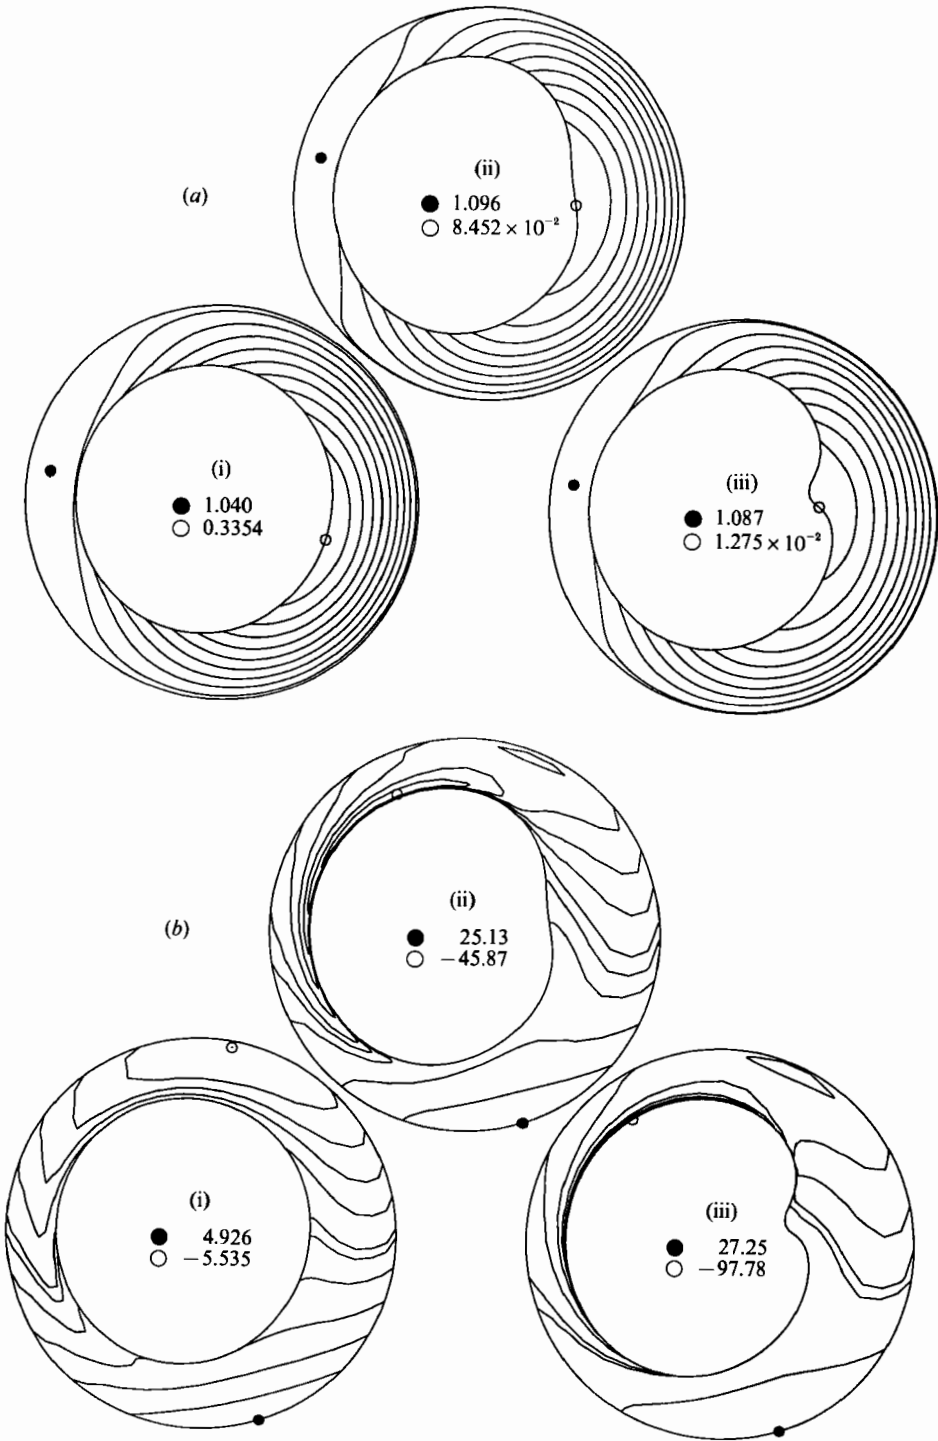 (a)
(ii)
1.096
8.452 × 10⁻²
(i)
1.040
0.3354
(iii)
1.087
1.275 × 10⁻²
(b)
(ii)
25.13
−45.87
(i)
4.926
−5.535
(iii)
27.25
−97.78